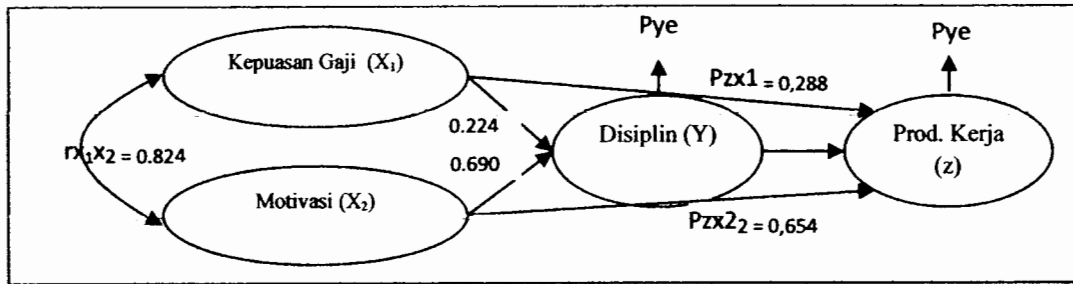 Pye
Pye
Kepuasan Gaji (X₁)
Pzx1 = 0,288
0.224
Disiplin (Y)
Prod. Kerja
(z)
rx₁x₂ = 0.824
0.690
Motivasi (X₂)
Pzx2₂ = 0,654